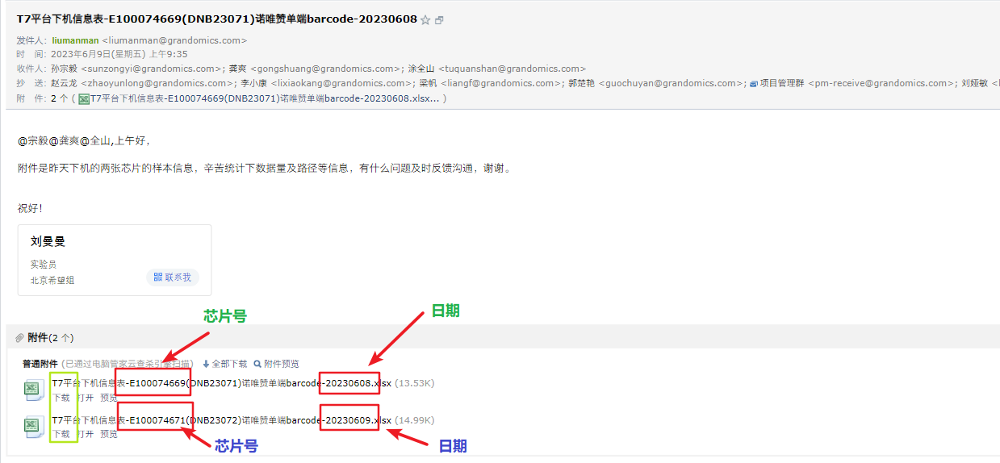 T7平台下机信息表-E100074669(DNB23071)诺唯赞单端barcode-20230608
发件人：liumanman <liumanman@grandomics.com>
时 间：2023年6月9日(星期五) 上午9:35
收件人：孙宗毅 <sunzongyi@grandomics.com>; 龚爽 <gongshuang@grandomics.com>; 涂全山 <tuquanshan@grandomics.com>
抄 送：赵云龙 <zhaoyunlong@grandomics.com>; 李小康 <lixiaokang@grandomics.com>; 梁帆 <liangf@grandomics.com>; 郭楚艳 <guochuyan@grandomics.com>; 项目管理群 <pm-receive@grandomics.com>; 刘娅敏
附 件：2 个 ( T7平台下机信息表-E100074669(DNB23071)诺唯赞单端barcode-20230608.xlsx... )
@宗毅@龚爽@全山,上午好，
附件是昨天下机的两张芯片的样本信息，辛苦统计下数据量及路径等信息，有什么问题及时反馈沟通，谢谢。
祝好！
刘曼曼
实验员
北京希望组
联系我
芯片号
日期
附件(2 个)
普通附件 (已通过电脑管家云查杀引擎扫描) 全部下载 附件预览
T7平台下机信息表-E100074669(DNB23071)诺唯赞单端barcode-20230608.xlsx (13.53K)
下载 打开 预览
T7平台下机信息表-E100074671(DNB23072)诺唯赞单端barcode-20230609.xlsx (14.99K)
下载 打开 预览
芯片号
日期